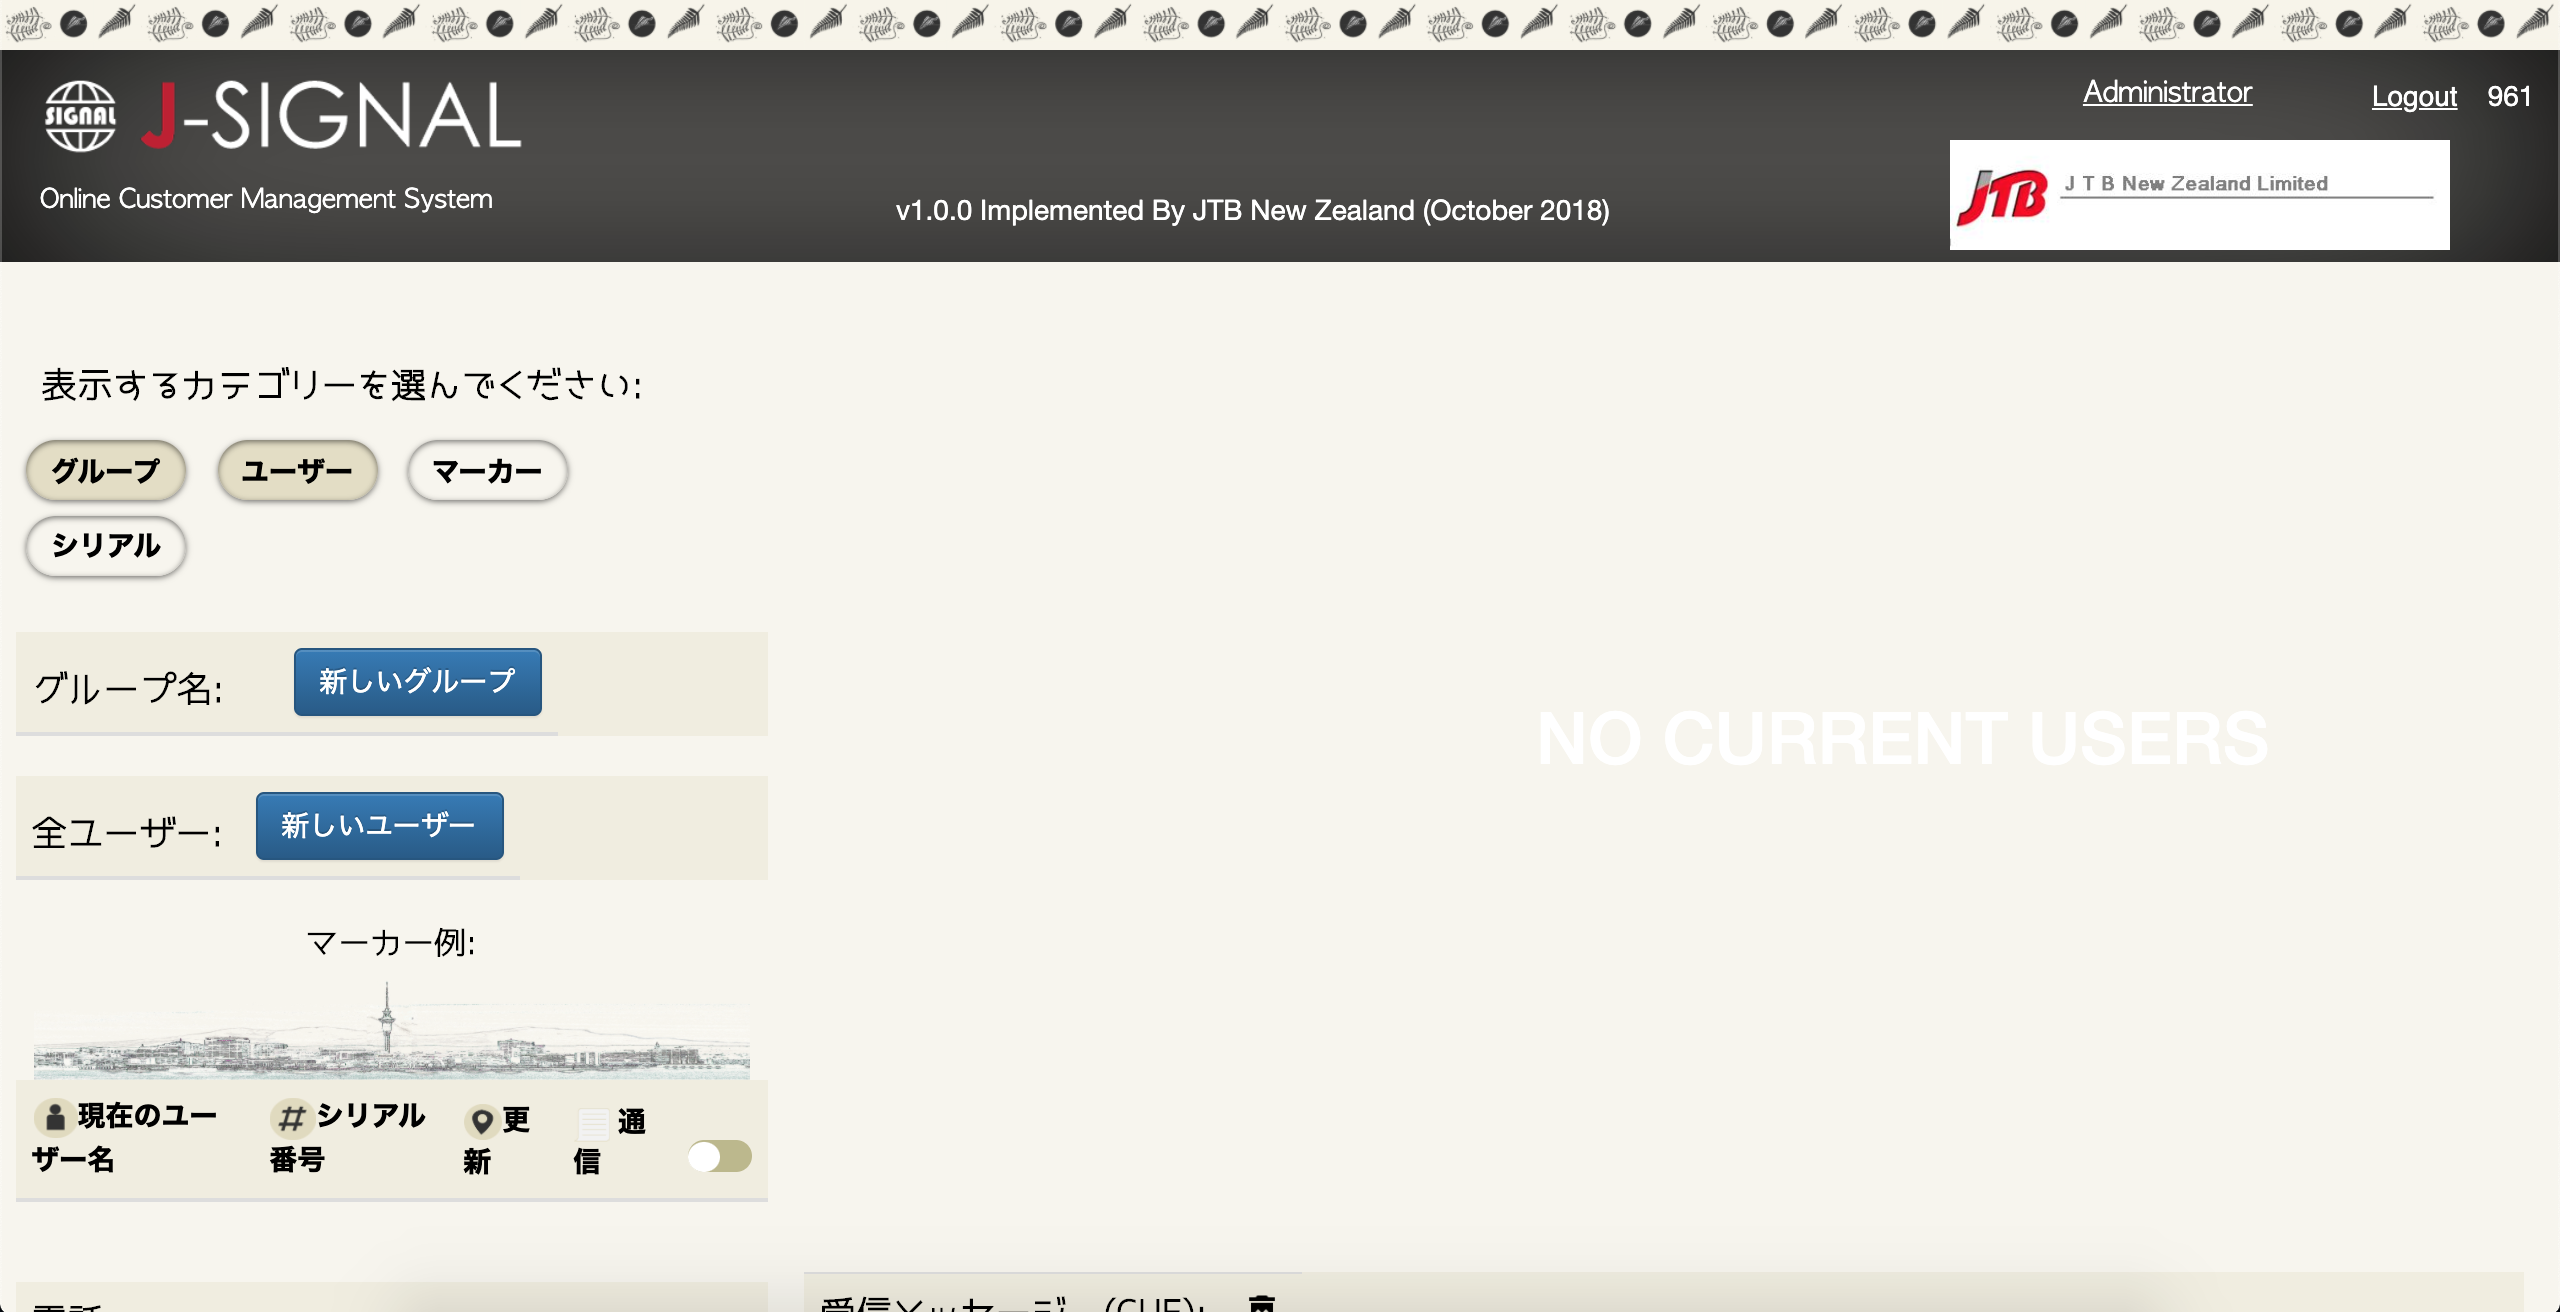 SIGNAL J-SIGNAL
Administrator Logout 961
Online Customer Management System
v1.0.0 Implemented By JTB New Zealand (October 2018)
JTB JTB New Zealand Limited
表示するカテゴリーを選んでください:
グループ ユーザー マーカー
シリアル
グループ名: 新しいグループ
NO CURRENT USERS
全ユーザー: 新しいユーザー
マーカー例:
現在のユー
ザー名
シリアル
番号
更
新
通
信
受信メッセージ (CUE):